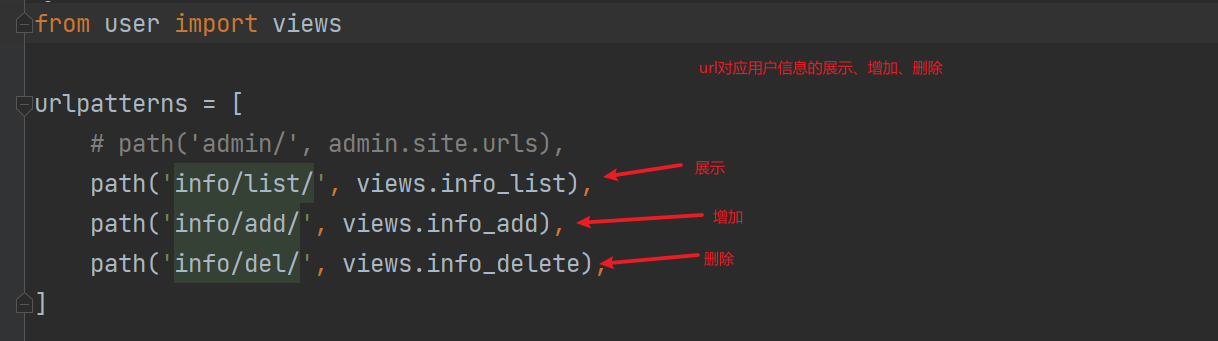 from user import views
url对应用户信息的展示、增加、删除
urlpatterns = [
# path('admin/', admin.site.urls),
path('info/list/', views.info_list), 展示
path('info/add/', views.info_add), 增加
path('info/del/', views.info_delete), 删除
]